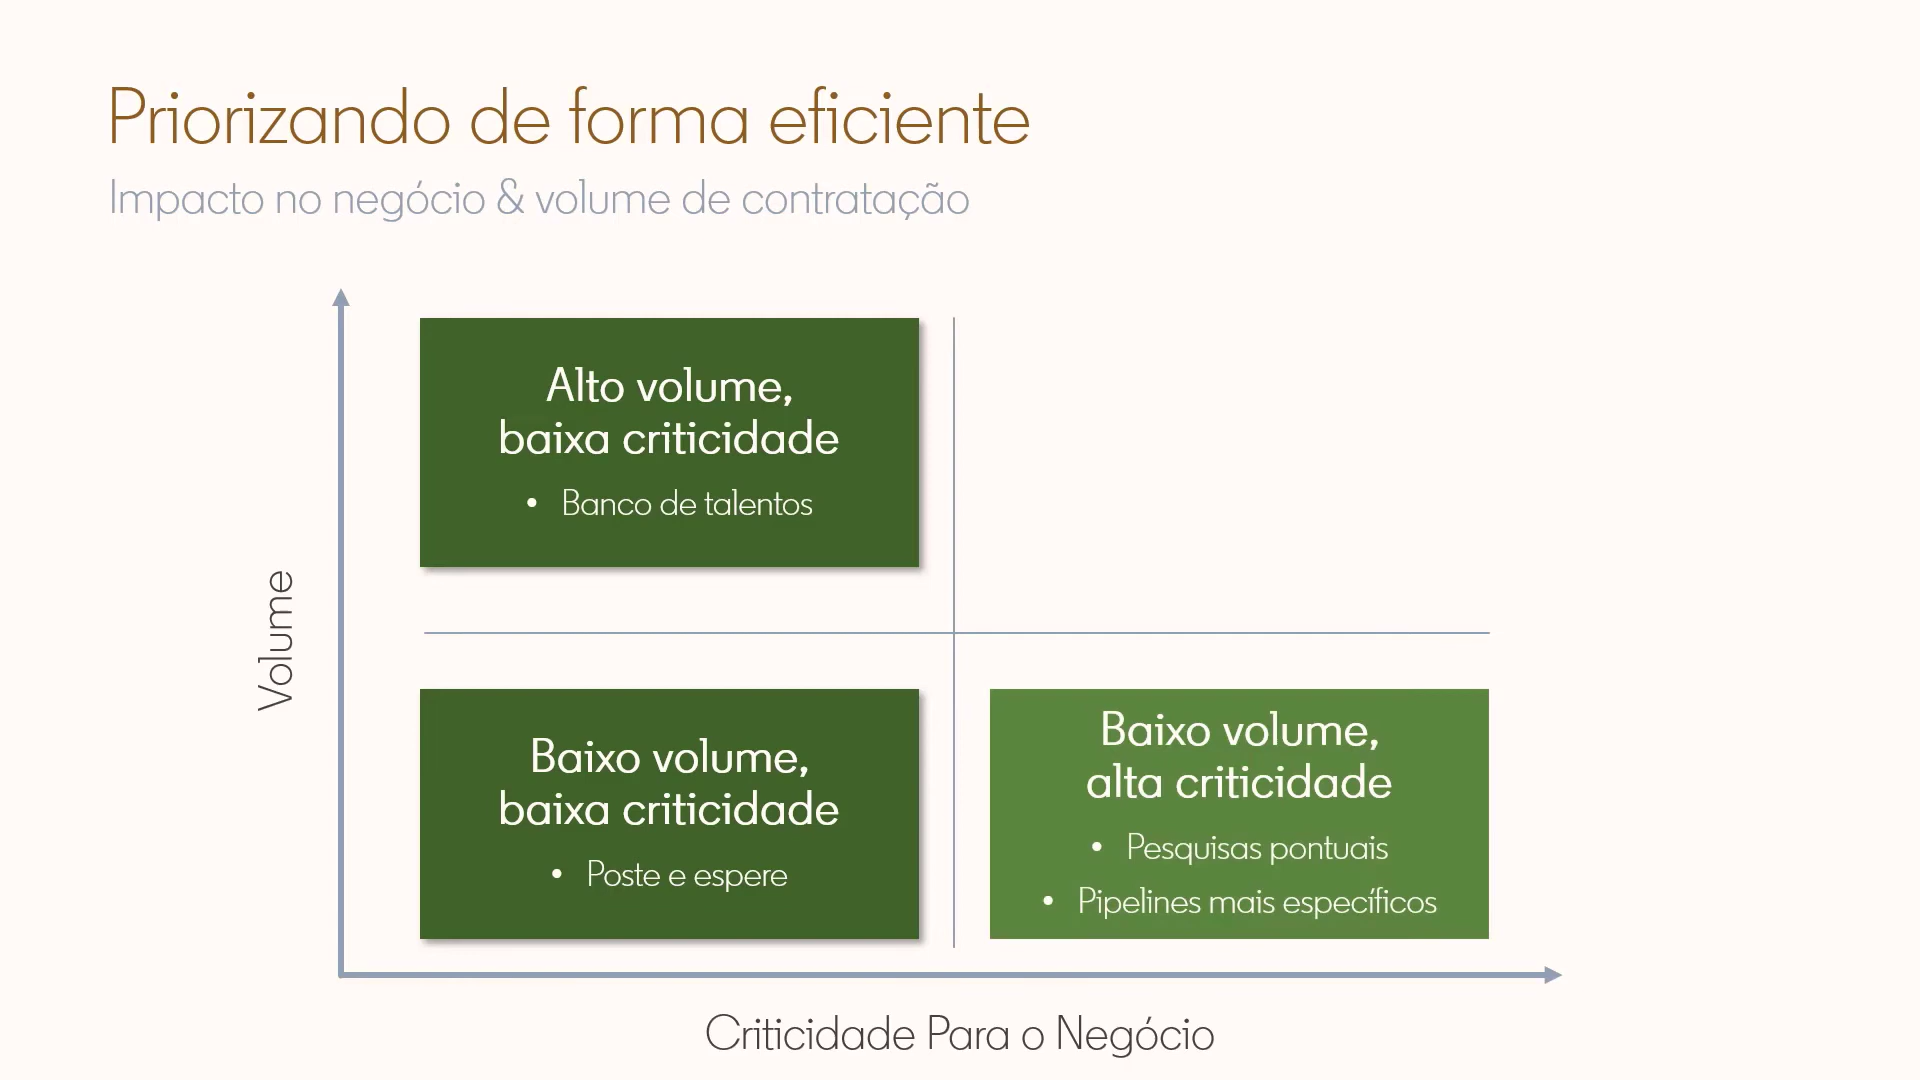 Priorizando de forma eficiente
Impacto no negócio & volume de contratação
Alto volume,
baixa criticidade
• Banco de talentos
Volume
Baixo volume,
baixa criticidade
• Poste e espere
Baixo volume,
alta criticidade
• Pesquisas pontuais
• Pipelines mais específicos
Criticidade Para o Negócio